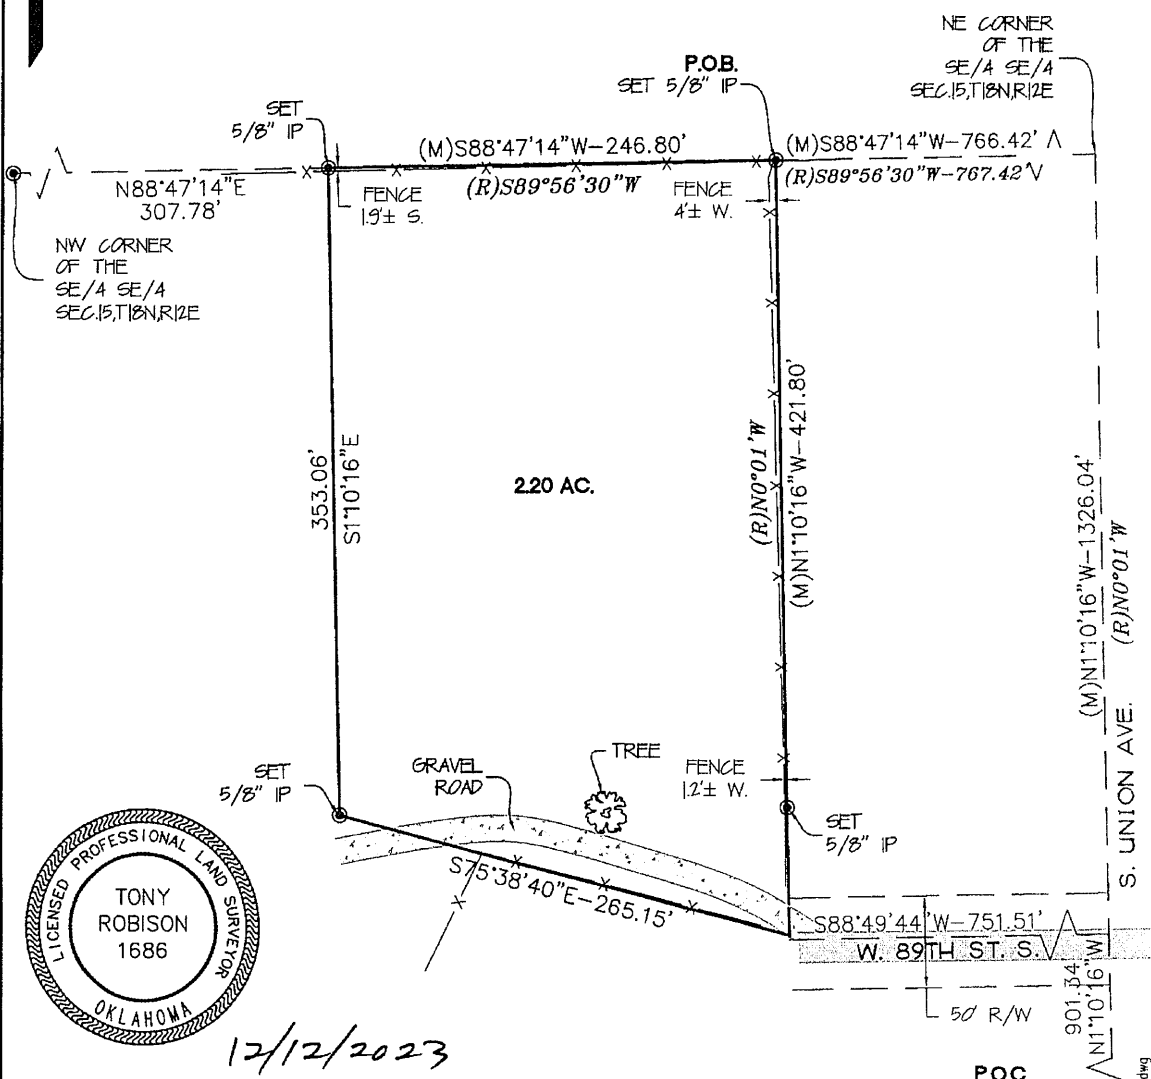 NE CORNER
OF THE
SE/4 SE/4
SEC.15,T18N,R12E
P.O.B.
SET 5/8" IP
SET
5/8" IP
(M)S88°47'14"W-246.80'
(R)S89°56'30"W
(M)S88°47'14"W-766.42'
(R)S89°56'30"W-767.42'
N88°47'14"E
307.78'
FENCE
1.9'± S.
FENCE
.4'± W.
NW CORNER
OF THE
SE/4 SE/4
SEC.15,T18N,R12E
353.06'
S1°10'16"E
2.20 AC.
(R)N0°01'W
(M)N1°10'16"W-421.80'
(M)N1°10'16"W-1326.04'
(R)N0°01'W
S. UNION AVE.
SET
5/8" IP
GRAVEL
ROAD
TREE
FENCE
1.2'± W.
SET
5/8" IP
S75°38'40"E-265.15'
S88°49'44"W-751.51'
W. 89TH ST. S.
50' R/W
901.34
N1°10'16"W
LICENSED PROFESSIONAL LAND SURVEYOR
TONY
ROBISON
1686
OKLAHOMA
12/12/2023
P.O.C.
dwg